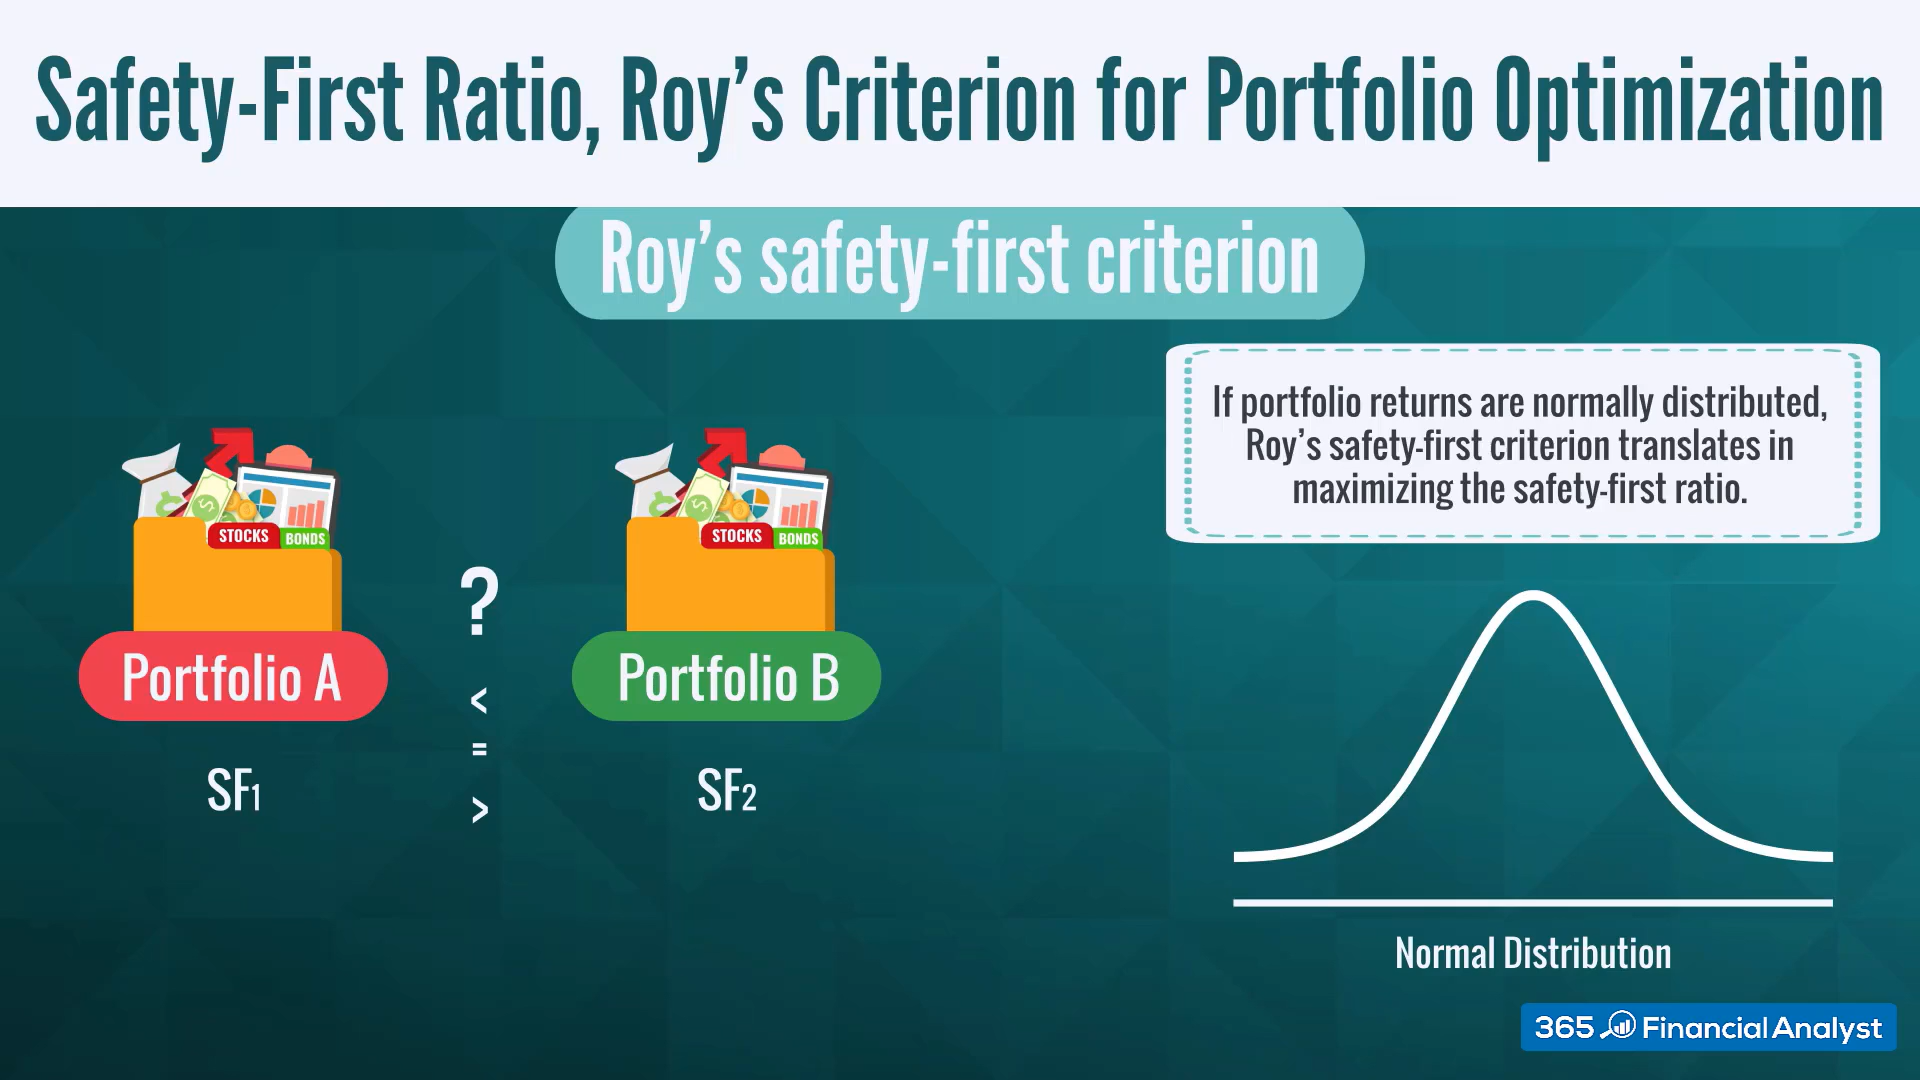 Safety-First Ratio, Roy's Criterion for Portfolio Optimization
Roy's safety-first criterion
If portfolio returns are normally distributed,
Roy's safety-first criterion translates in
maximizing the safety-first ratio.
STOCKS BONDS
STOCKS BONDS
?
Portfolio A
Portfolio B
<
=
>
SF1
SF2
Normal Distribution
365 Financial Analyst